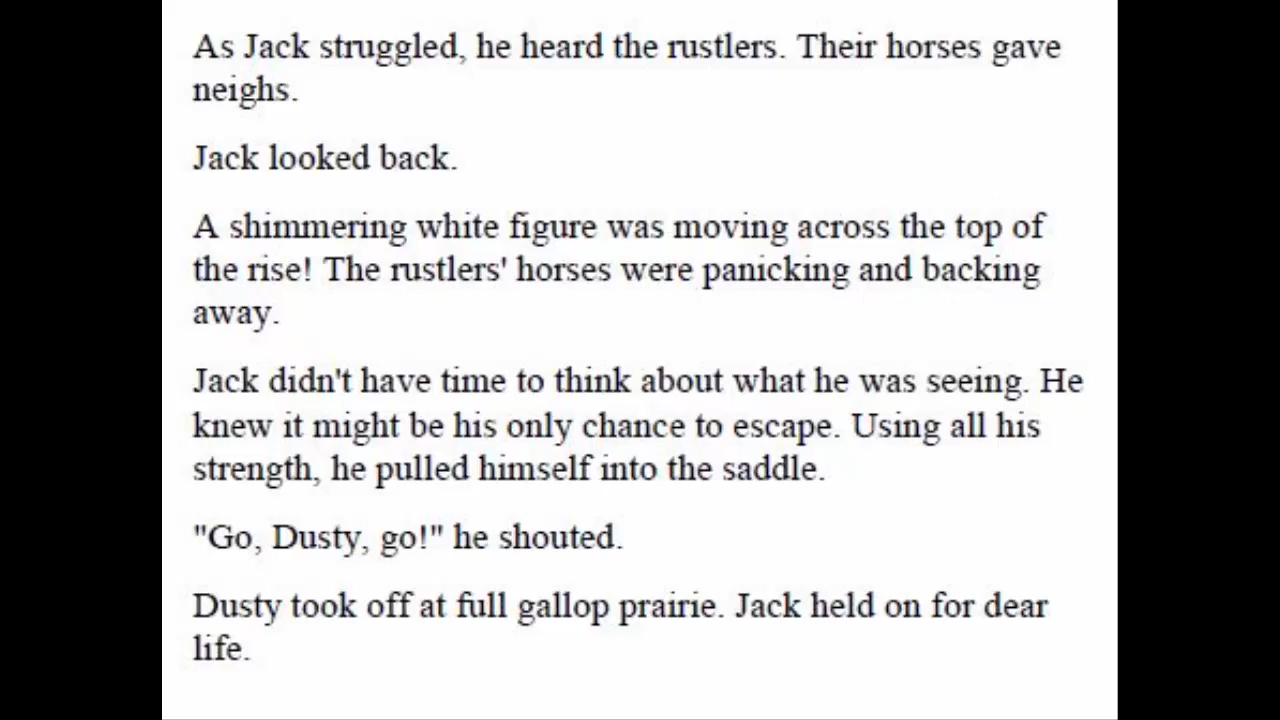 As Jack struggled, he heard the rustlers. Their horses gave
neighs.
Jack looked back.
A shimmering white figure was moving across the top of
the rise! The rustlers' horses were panicking and backing
away.
Jack didn't have time to think about what he was seeing. He
knew it might be his only chance to escape. Using all his
strength, he pulled himself into the saddle.
"Go, Dusty, go!" he shouted.
Dusty took off at full gallop prairie. Jack held on for dear
life.